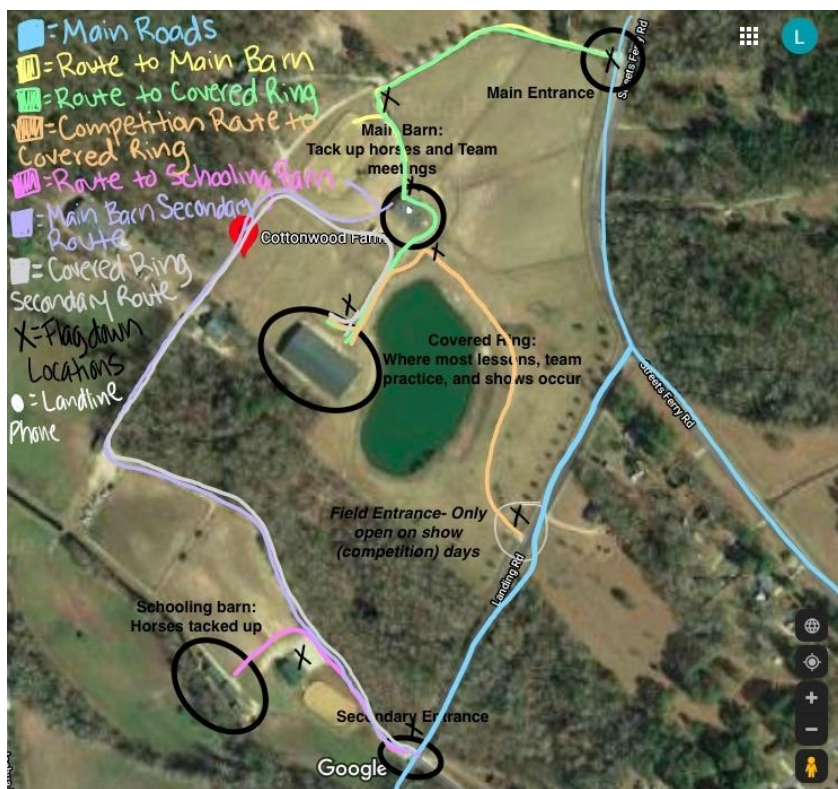 = Main Roads
= Route to Main Barn
= Route to Covered Ring
= Competition Route to
Covered Ring
= Route to Schooling Barn
= Main Barn Secondary
Route
= Covered Ring
Secondary Route
X = Flagdown
Locations
= Landline
Phone
L
Streets Ferry Rd
Main Entrance
Main Barn:
Tack up horses and Team
meetings
Cottonwood Farm
Covered Ring:
Where most lessons, team
practice, and shows occur
Streets Ferry Rd
Field Entrance- Only
open on show
(competition) days
Landing Rd
Schooling barn:
Horses tacked up
Secondary Entrance
Google